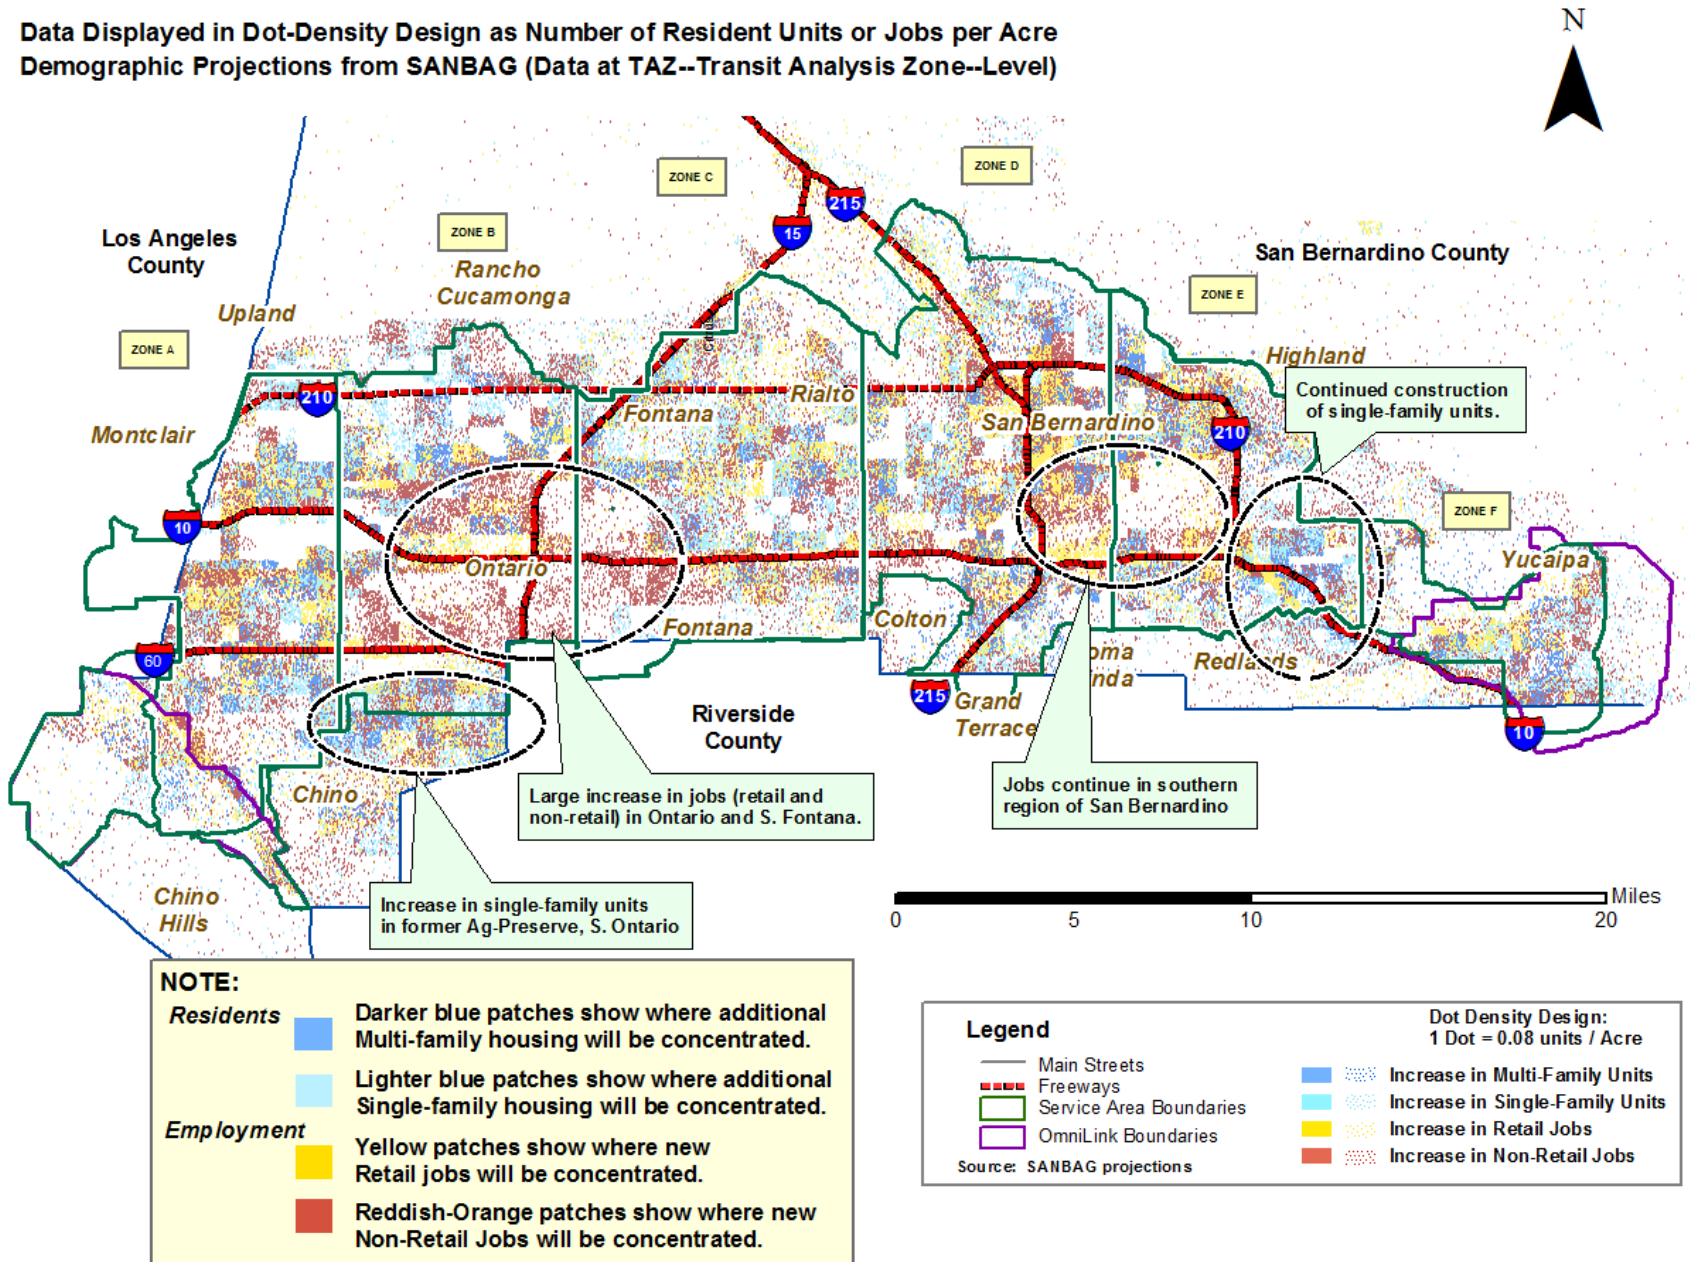 Data Displayed in Dot-Density Design as Number of Resident Units or Jobs per Acre
Demographic Projections from SANBAG (Data at TAZ--Transit Analysis Zone--Level)
N
ZONE C
ZONE D
215
15
ZONE B
Los Angeles
County
San Bernardino County
Rancho
Cucamonga
ZONE E
Upland
Citrus
ZONE A
Highland
210
Rialto
Continued construction
of single-family units.
Fontana
San Bernardino
Montclair
210
10
ZONE F
Ontario
Yucaipa
Fontana
Colton
60
oma
inda
Redlands
215
Grand
Terrace
Riverside
County
10
Chino
Large increase in jobs (retail and
non-retail) in Ontario and S. Fontana.
Jobs continue in southern
region of San Bernardino
Chino
Hills
Increase in single-family units
in former Ag-Preserve, S. Ontario
Miles
0 5 10 20
NOTE:
Residents
Darker blue patches show where additional
Multi-family housing will be concentrated.
Lighter blue patches show where additional
Single-family housing will be concentrated.
Employment
Yellow patches show where new
Retail jobs will be concentrated.
Reddish-Orange patches show where new
Non-Retail Jobs will be concentrated.
Legend
Main Streets
Freeways
Service Area Boundaries
OmniLink Boundaries
Source: SANBAG projections
Dot Density Design:
1 Dot = 0.08 units / Acre
Increase in Multi-Family Units
Increase in Single-Family Units
Increase in Retail Jobs
Increase in Non-Retail Jobs